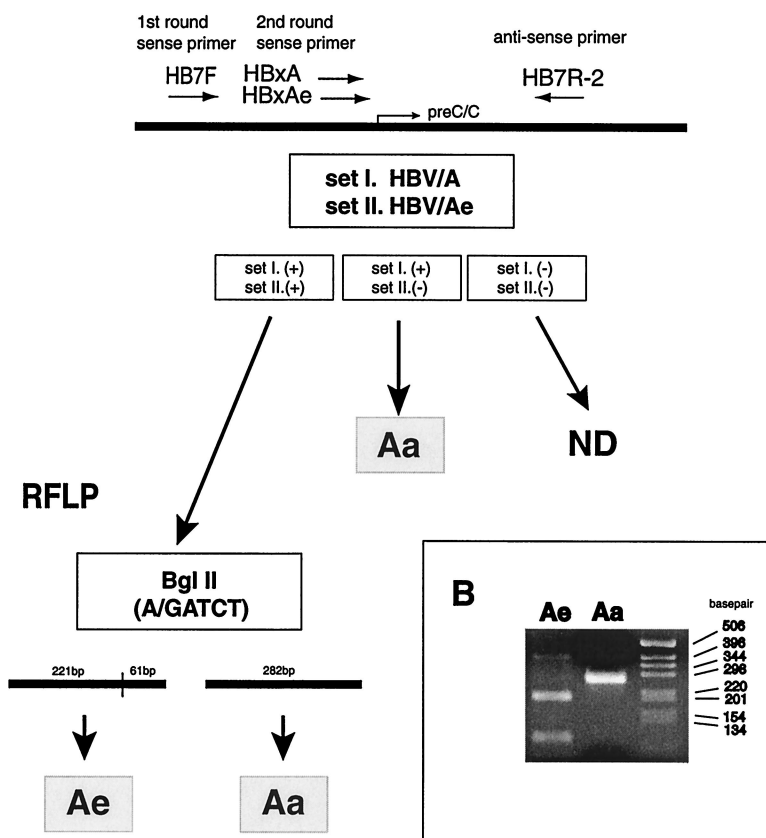 1st round
sense primer
2nd round
sense primer
anti-sense primer
HB7F
HBxA
HBxAe
HB7R-2
preC/C
set I. HBV/A
set II. HBV/Ae
set I. (+)
set II.(+)
set I. (+)
set II.(-)
set I. (-)
set II.(-)
Aa
ND
RFLP
Bgl II
(A/GATCT)
221bp
61bp
282bp
Ae
Aa
B
Ae
Aa
basepair
506
396
344
298
220
201
154
134